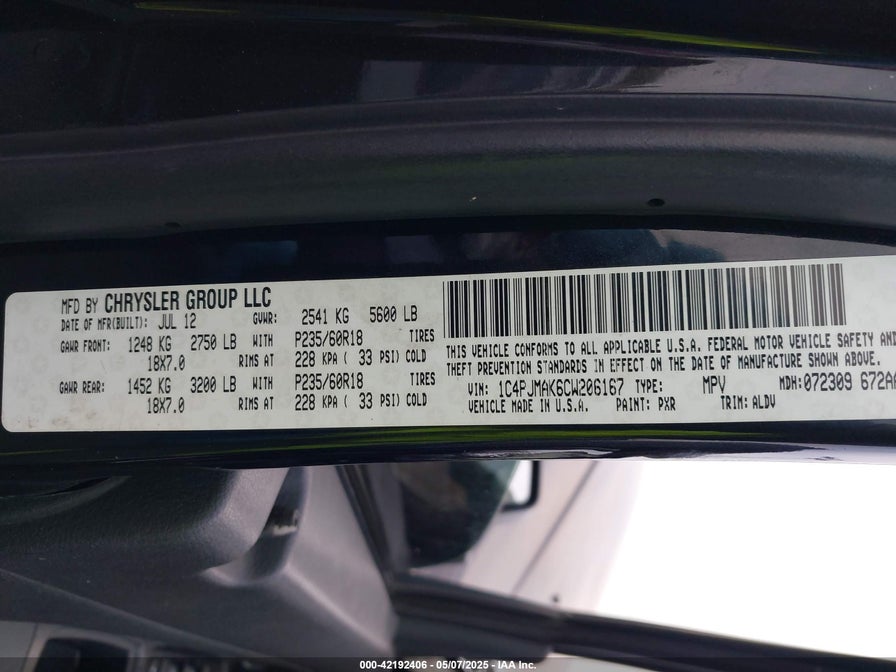 MFD BY CHRYSLER GROUP LLC
DATE OF MFR(BUILT): JUL 12 GVWR: 2541 KG 5600 LB
GAWR FRONT: 1248 KG 2750 LB WITH P235/60R18 TIRES
18X7.0 RIMS AT 228 KPA ( 33 PSI) COLD
GAWR REAR: 1452 KG 3200 LB WITH P235/60R18 TIRES
18X7.0 RIMS AT 228 KPA ( 33 PSI) COLD
THIS VEHICLE CONFORMS TO ALL APPLICABLE U.S.A. FEDERAL MOTOR VEHICLE SAFETY AND
THEFT PREVENTION STANDARDS IN EFFECT ON THE DATE OF MANUFACTURE SHOWN ABOVE.
VIN: 1C4PJMAK6CW206167 TYPE: MPV MDH:072309 672AA
VEHICLE MADE IN U.S.A. PAINT: PXR TRIM: ALDV
000-42192406 - 05/07/2025 - IAA Inc.